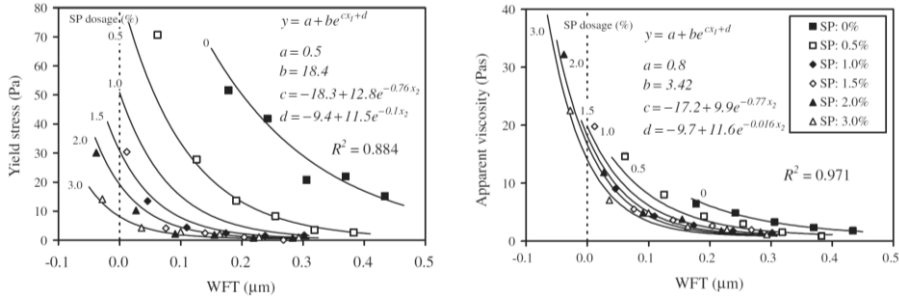 80
70
60
50
40
30
20
10
0
Yield stress (Pa)
SP dosage (%)
0.5
0
1.0
1.5
2.0
3.0
y = a+be^{cx_1+d}
a = 0.5
b = 18.4
c = −18.3+12.8e^{−0.76x_2}
d = −9.4+11.5e^{−0.1x_2}
R² = 0.884
-0.1 0.0 0.1 0.2 0.3 0.4 0.5
WFT (μm)
40
30
20
10
0
Apparent viscosity (Pas)
SP dosage (%)
3.0
2.0
1.5
1.0
0.5
0
y = a+be^{cx_1+d}
a = 0.8
b = 3.42
c = −17.2+9.9e^{−0.77x_2}
d = −9.7+11.6e^{−0.016x_2}
R² = 0.971
SP: 0%
SP: 0.5%
SP: 1.0%
SP: 1.5%
SP: 2.0%
SP: 3.0%
-0.1 0.0 0.1 0.2 0.3 0.4 0.5
WFT (μm)